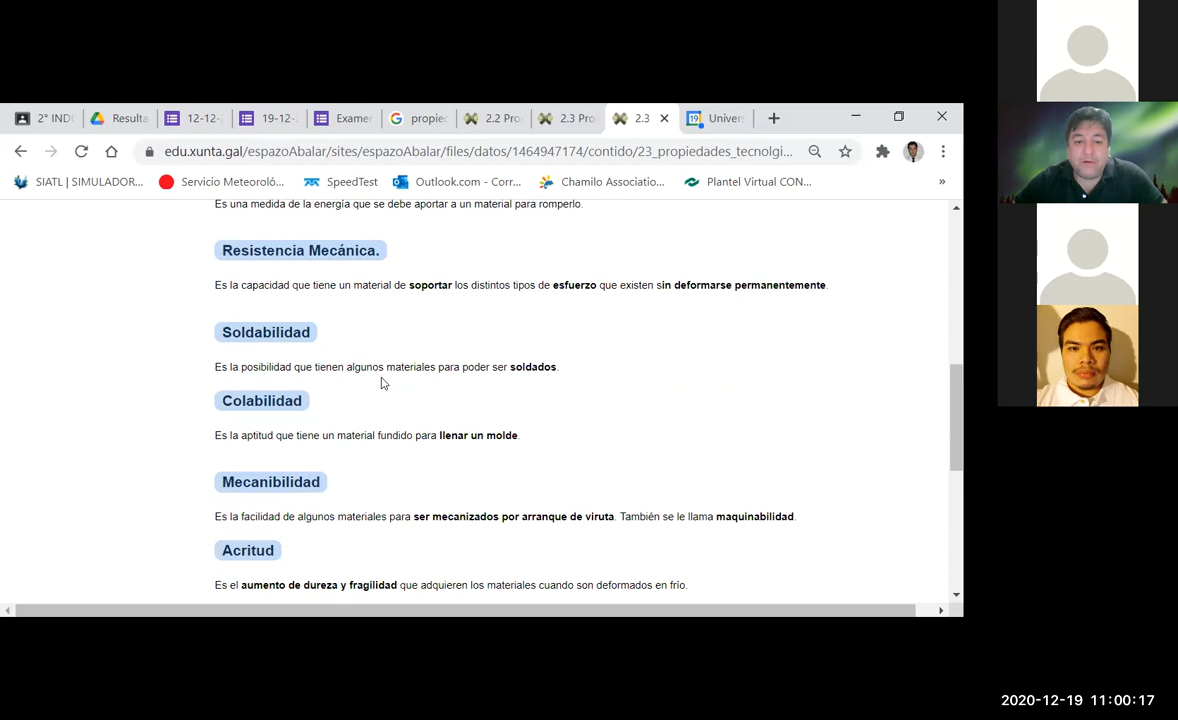 2° INDU
Resulta
12-12-
19-12-
Examen
propied
2.2 Pro
2.3 Pro
2.3
19
Univers
edu.xunta.gal/espazoAbalar/sites/espazoAbalar/files/datos/1464947174/contido/23_propiedades_tecnolgi...
SIATL | SIMULADOR...
Servicio Meteoroló...
SpeedTest
Outlook.com - Corr...
Chamilo Associatio...
Plantel Virtual CON...
»
Es una medida de la energía que se debe aportar a un material para romperlo.
Resistencia Mecánica.
Es la capacidad que tiene un material de soportar los distintos tipos de esfuerzo que existen sin deformarse permanentemente.
Soldabilidad
Es la posibilidad que tienen algunos materiales para poder ser soldados.
Colabilidad
Es la aptitud que tiene un material fundido para llenar un molde.
Mecanibilidad
Es la facilidad de algunos materiales para ser mecanizados por arranque de viruta. También se le llama maquinabilidad.
Acritud
Es el aumento de dureza y fragilidad que adquieren los materiales cuando son deformados en frío.
2020-12-19 11:00:17